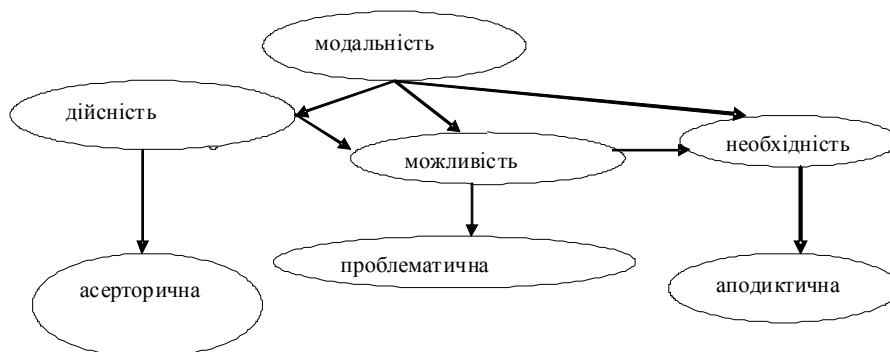 модальність
дійсність
можливість
необхідність
асерторична
проблематична
аподиктична